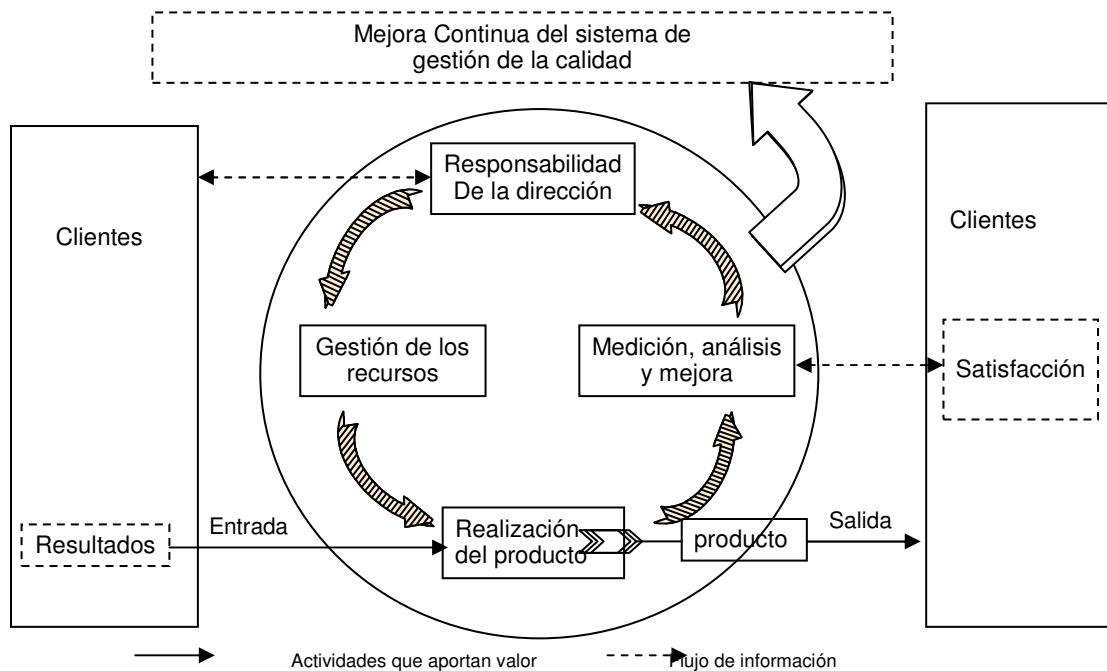 Mejora Continua del sistema de
gestión de la calidad
Responsabilidad
De la dirección
Clientes
Clientes
Gestión de los
recursos
Medición, análisis
y mejora
Satisfacción
Entrada
Resultados
Realización
del producto
producto
Salida
Actividades que aportan valor
Flujo de información